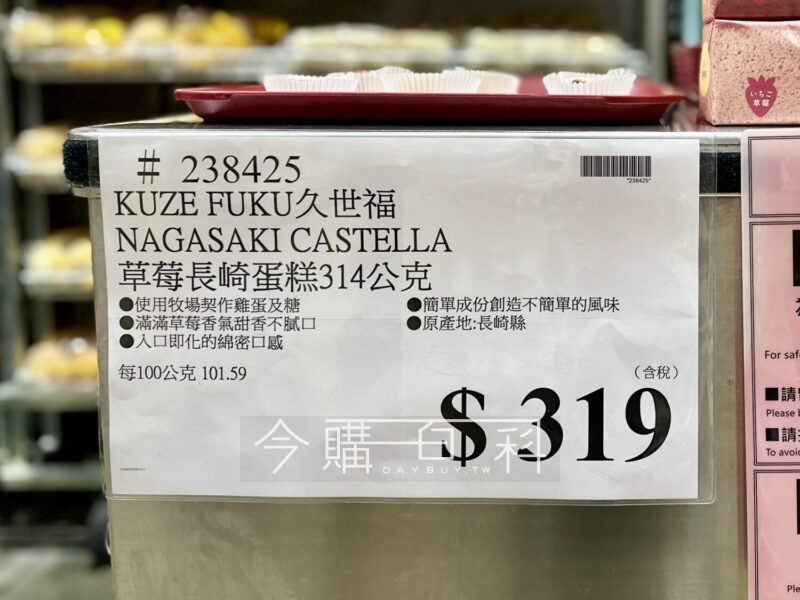 いちご
草莓
# 238425
*238425*
KUZE FUKU久世福
NAGASAKI CASTELLA
草莓長崎蛋糕314公克
●使用牧場契作雞蛋及糖
●滿滿草莓香氣甜香不膩口
●入口即化的綿密口感
●簡單成份創造不簡單的風味
●原產地:長崎縣
每100公克 101.59
(含稅)
$ 319
今購百科
DAYBUY.TW
For safe
■請
Please b
■請
To avoi
Ple